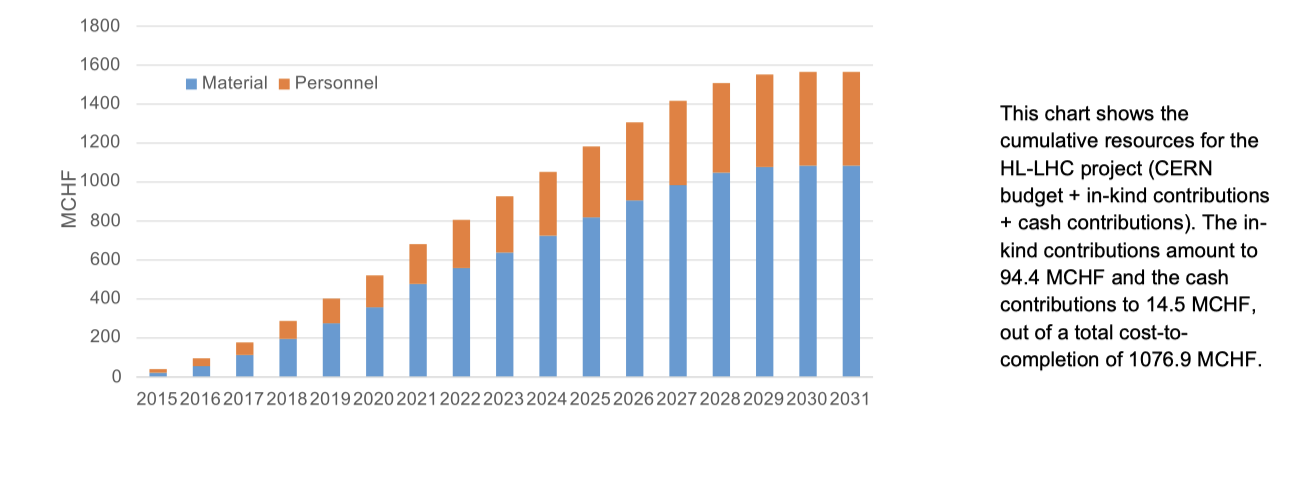 1800
1600
1400
1200
1000
800
600
400
200
0
MCHF
Material Personnel
2015 2016 2017 2018 2019 2020 2021 2022 2023 2024 2025 2026 2027 2028 2029 2030 2031
This chart shows the
cumulative resources for the
HL-LHC project (CERN
budget + in-kind contributions
+ cash contributions). The in-
kind contributions amount to
94.4 MCHF and the cash
contributions to 14.5 MCHF,
out of a total cost-to-
completion of 1076.9 MCHF.